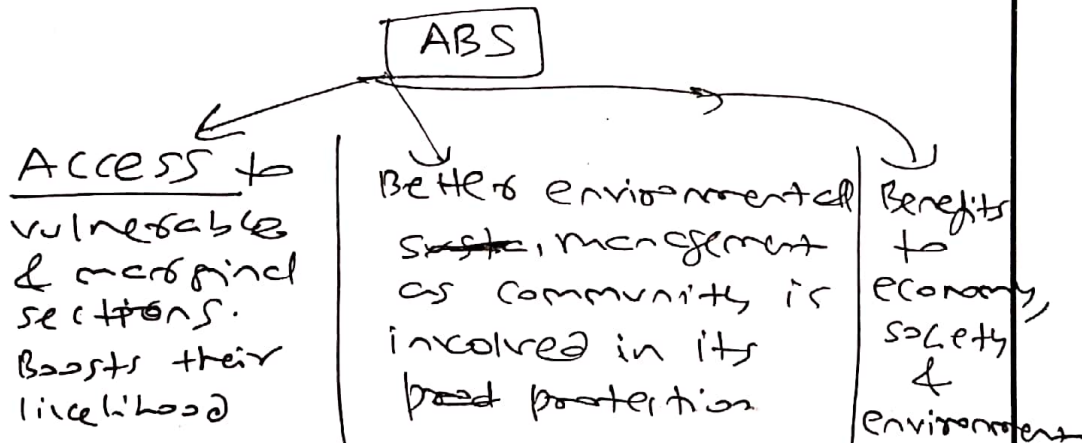 ABS
Access to
vulnerable
& marginal
sections.
Boosts their
livelihood
Better environmental
management
as community is
involved in its
protection
Benefits
to
economy,
society
&
environment